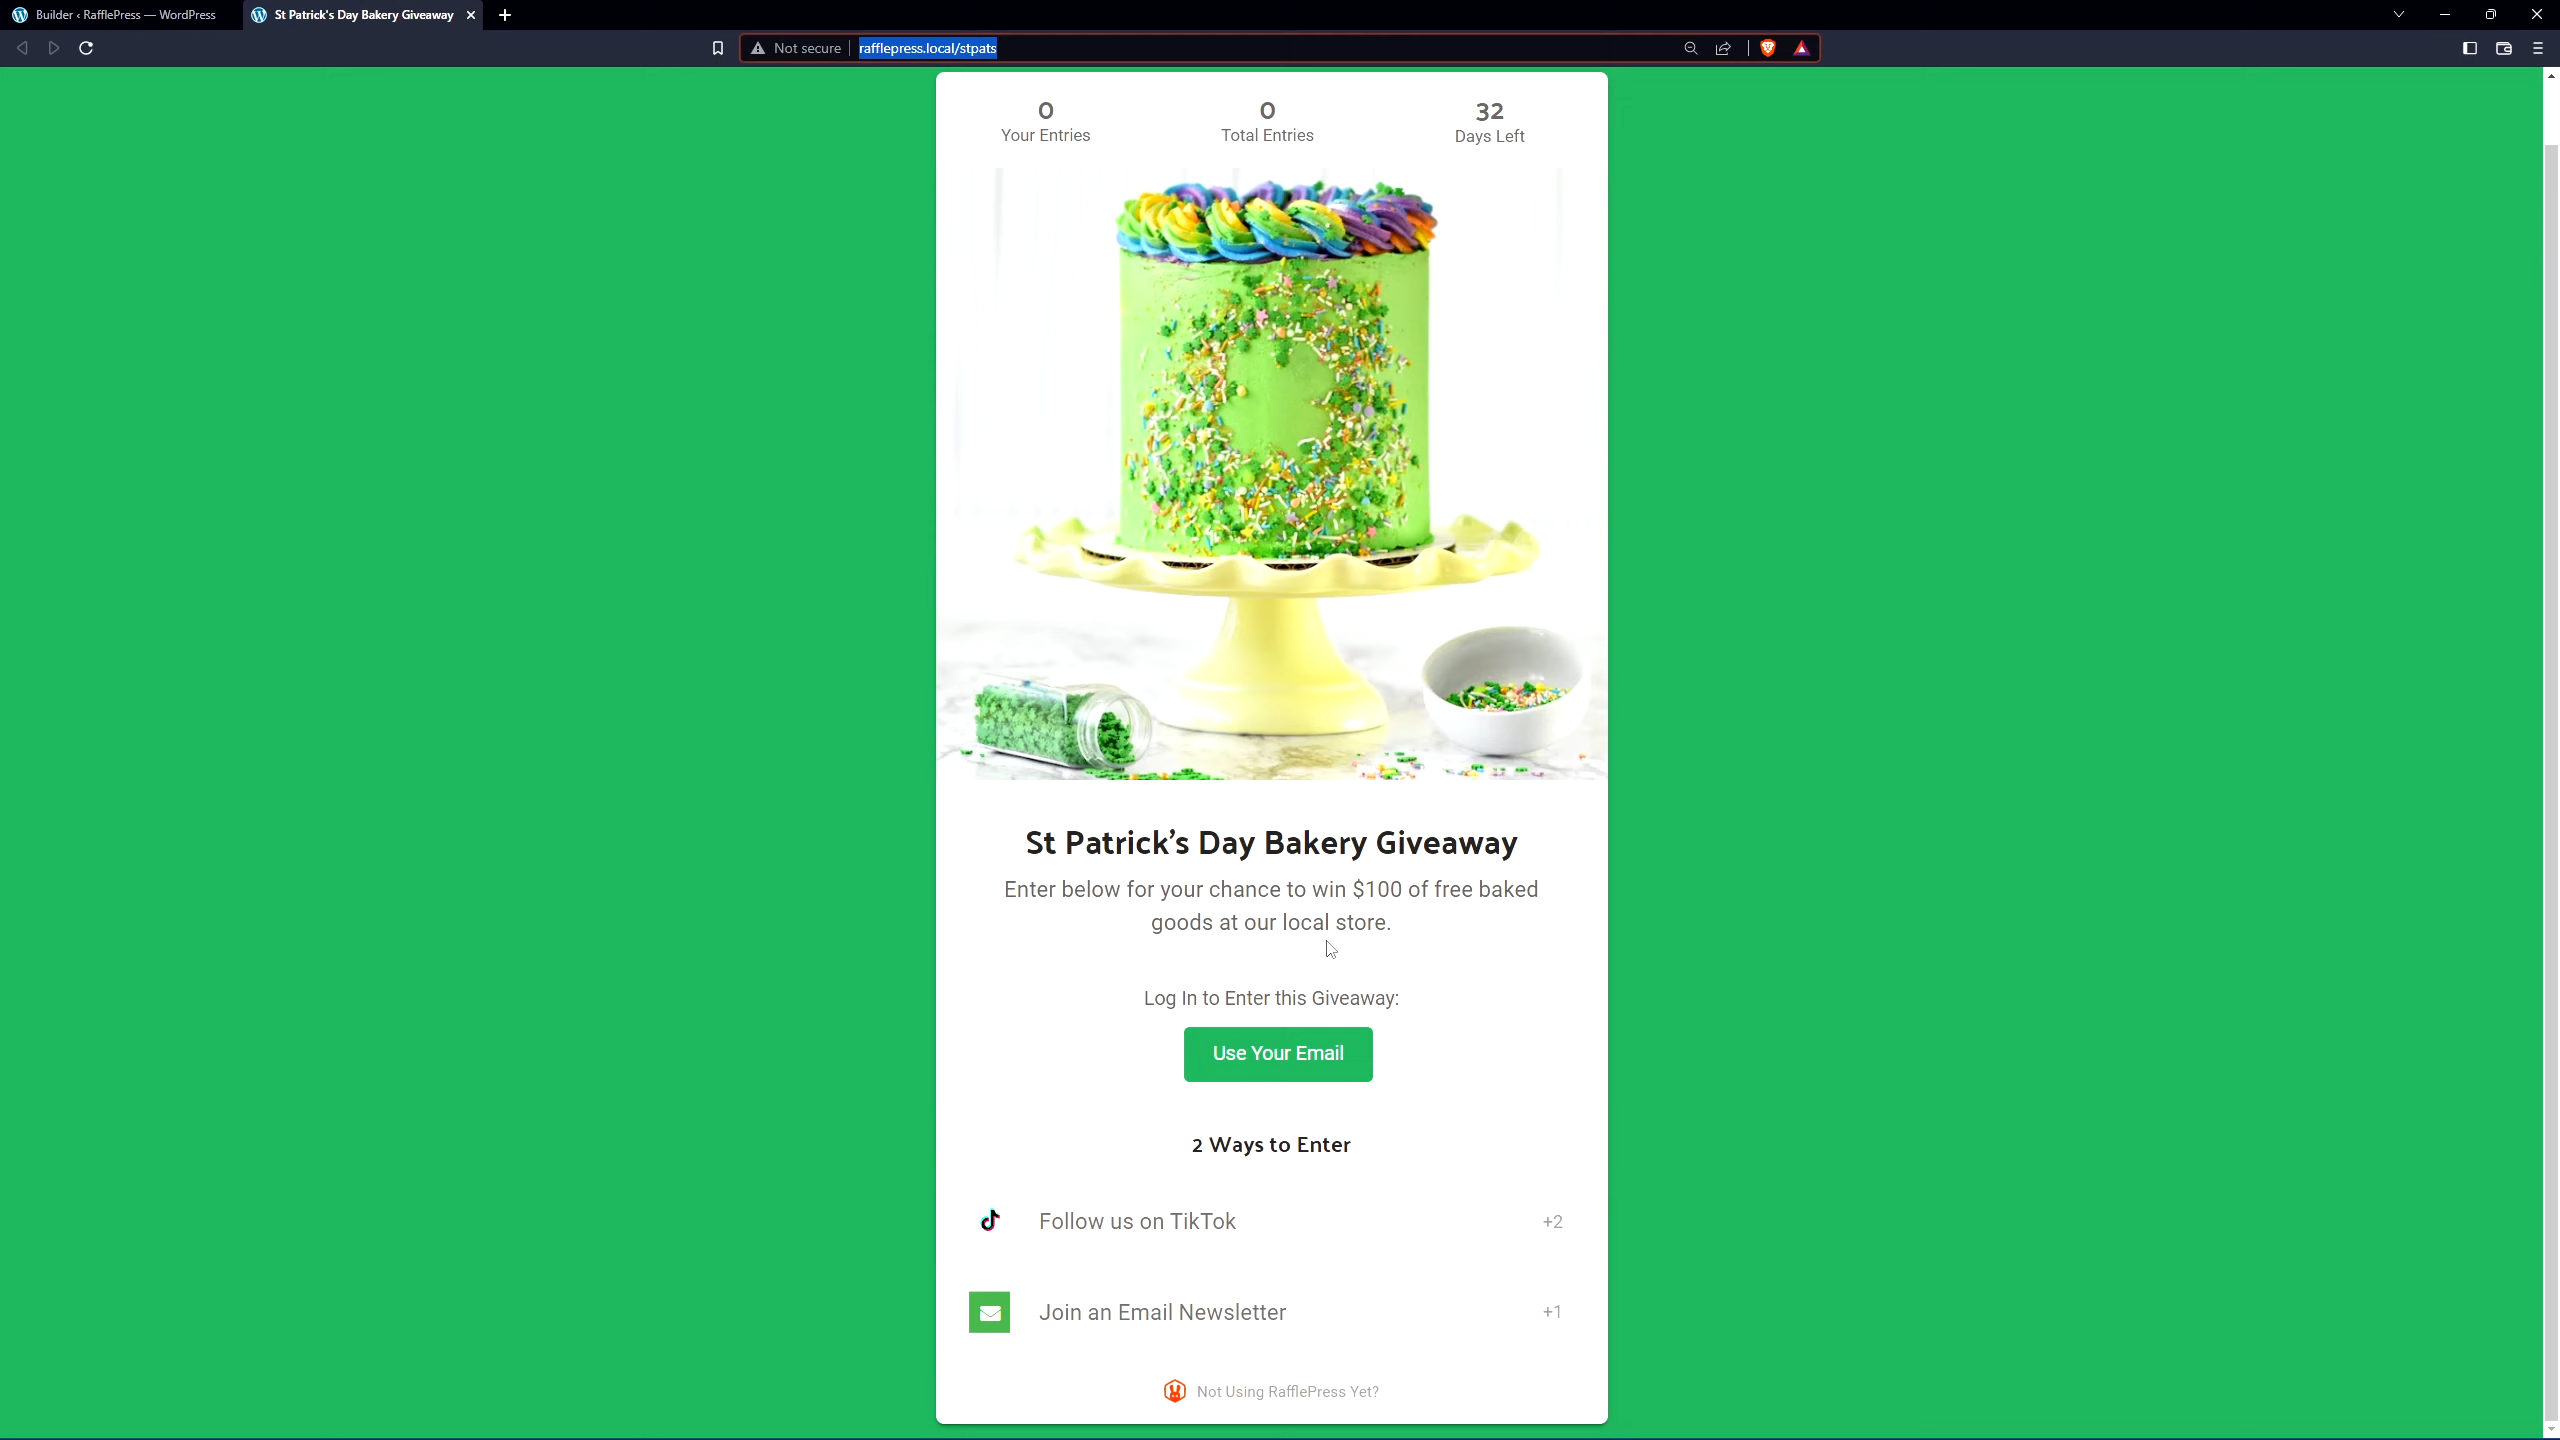 Builder ‹ RafflePress — WordPress
St Patrick's Day Bakery Giveaway
Not secure
rafflepress.local/stpats
0
Your Entries
0
Total Entries
32
Days Left
St Patrick's Day Bakery Giveaway
Enter below for your chance to win $100 of free baked
goods at our local store.
Log In to Enter this Giveaway:
Use Your Email
2 Ways to Enter
Follow us on TikTok
+2
Join an Email Newsletter
+1
Not Using RafflePress Yet?